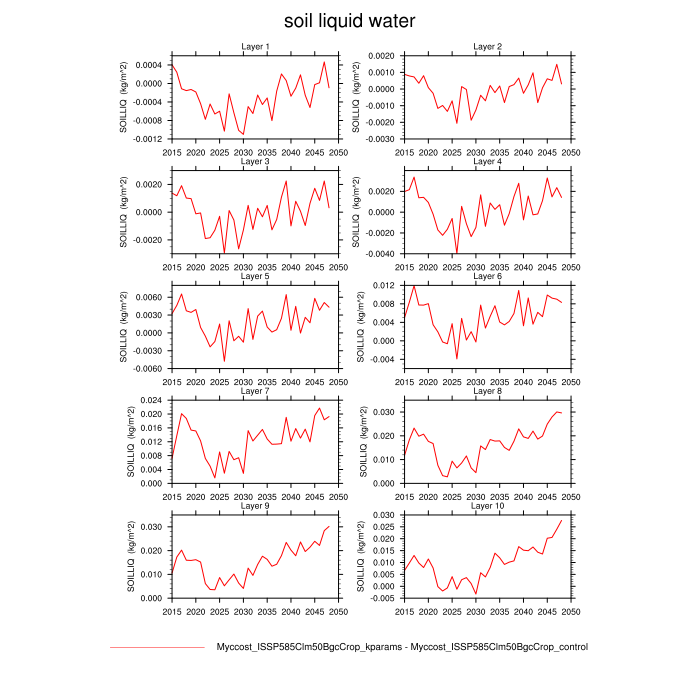 soil liquid water
Layer 1
Layer 2
SOILLIQ (kg/m^2)
0.0004
0.0000
-0.0004
-0.0008
-0.0012
2015 2020 2025 2030 2035 2040 2045 2050
SOILLIQ (kg/m^2)
0.0020
0.0010
0.0000
-0.0010
-0.0020
-0.0030
2015 2020 2025 2030 2035 2040 2045 2050
Layer 3
Layer 4
SOILLIQ (kg/m^2)
0.0020
0.0000
-0.0020
2015 2020 2025 2030 2035 2040 2045 2050
SOILLIQ (kg/m^2)
0.0020
0.0000
-0.0020
-0.0040
2015 2020 2025 2030 2035 2040 2045 2050
Layer 5
Layer 6
SOILLIQ (kg/m^2)
0.0060
0.0030
0.0000
-0.0030
-0.0060
2015 2020 2025 2030 2035 2040 2045 2050
SOILLIQ (kg/m^2)
0.012
0.008
0.004
0.000
-0.004
2015 2020 2025 2030 2035 2040 2045 2050
Layer 7
Layer 8
SOILLIQ (kg/m^2)
0.024
0.020
0.016
0.012
0.008
0.004
0.000
2015 2020 2025 2030 2035 2040 2045 2050
SOILLIQ (kg/m^2)
0.030
0.020
0.010
0.000
2015 2020 2025 2030 2035 2040 2045 2050
Layer 9
Layer 10
SOILLIQ (kg/m^2)
0.030
0.020
0.010
0.000
2015 2020 2025 2030 2035 2040 2045 2050
SOILLIQ (kg/m^2)
0.030
0.025
0.020
0.015
0.010
0.005
0.000
-0.005
2015 2020 2025 2030 2035 2040 2045 2050
Myccost_ISSP585Clm50BgcCrop_kparams - Myccost_ISSP585Clm50BgcCrop_control